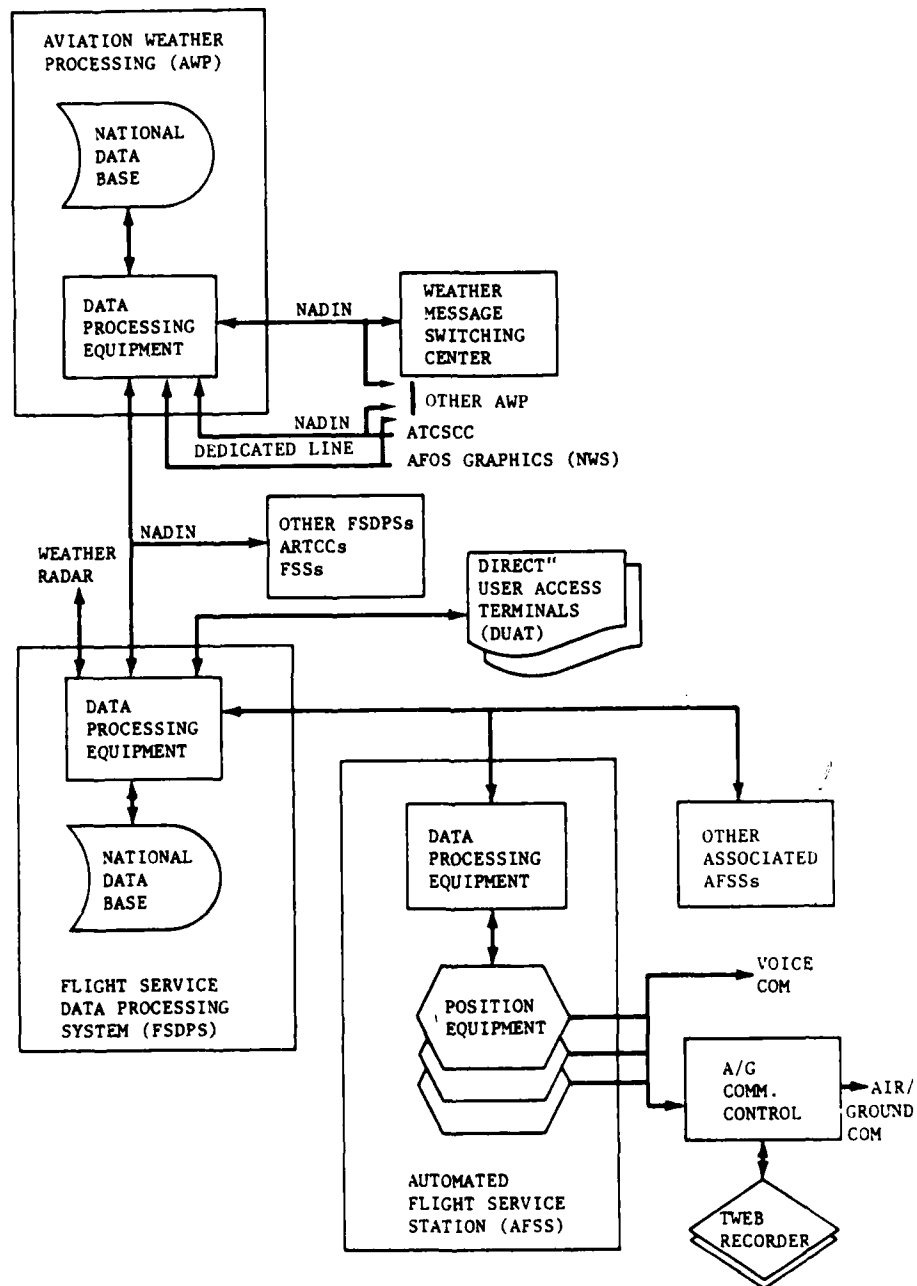 AVIATION WEATHER
PROCESSING (AWP)
NATIONAL
DATA
BASE
DATA
PROCESSING
EQUIPMENT
NADIN
WEATHER
MESSAGE
SWITCHING
CENTER
OTHER AWP
NADIN
ATCSCC
DEDICATED LINE
AFOS GRAPHICS (NWS)
NADIN
OTHER FSDPSs
ARTCCs
FSSs
WEATHER
RADAR
DIRECT"
USER ACCESS
TERMINALS
(DUAT)
DATA
PROCESSING
EQUIPMENT
NATIONAL
DATA
BASE
FLIGHT SERVICE
DATA PROCESSING
SYSTEM (FSDPS)
DATA
PROCESSING
EQUIPMENT
OTHER
ASSOCIATED
AFSSs
POSITION
EQUIPMENT
VOICE
COM
A/G
COMM.
CONTROL
AIR/
GROUND
COM
AUTOMATED
FLIGHT SERVICE
STATION (AFSS)
TWEB
RECORDER